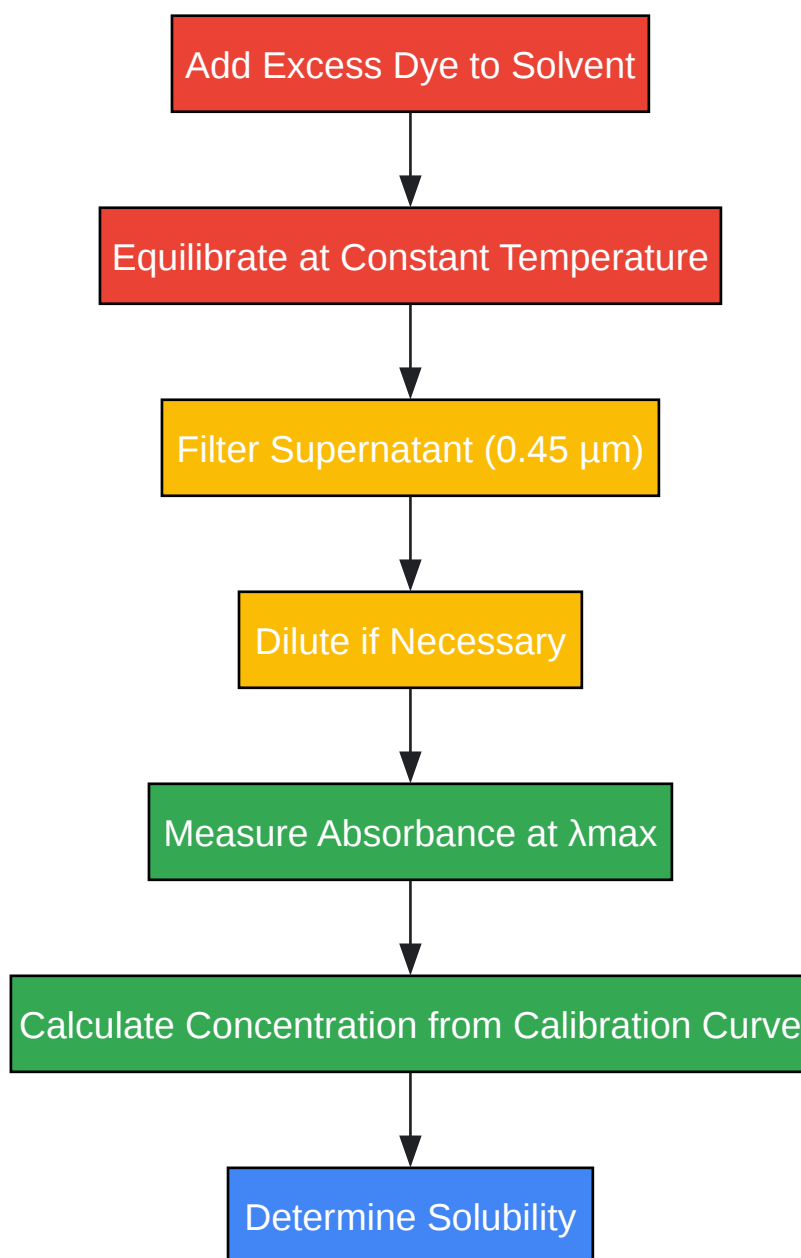 Add Excess Dye to Solvent
Equilibrate at Constant Temperature
Filter Supernatant (0.45 µm)
Dilute if Necessary
Measure Absorbance at λmax
Calculate Concentration from Calibration Curve
Determine Solubility